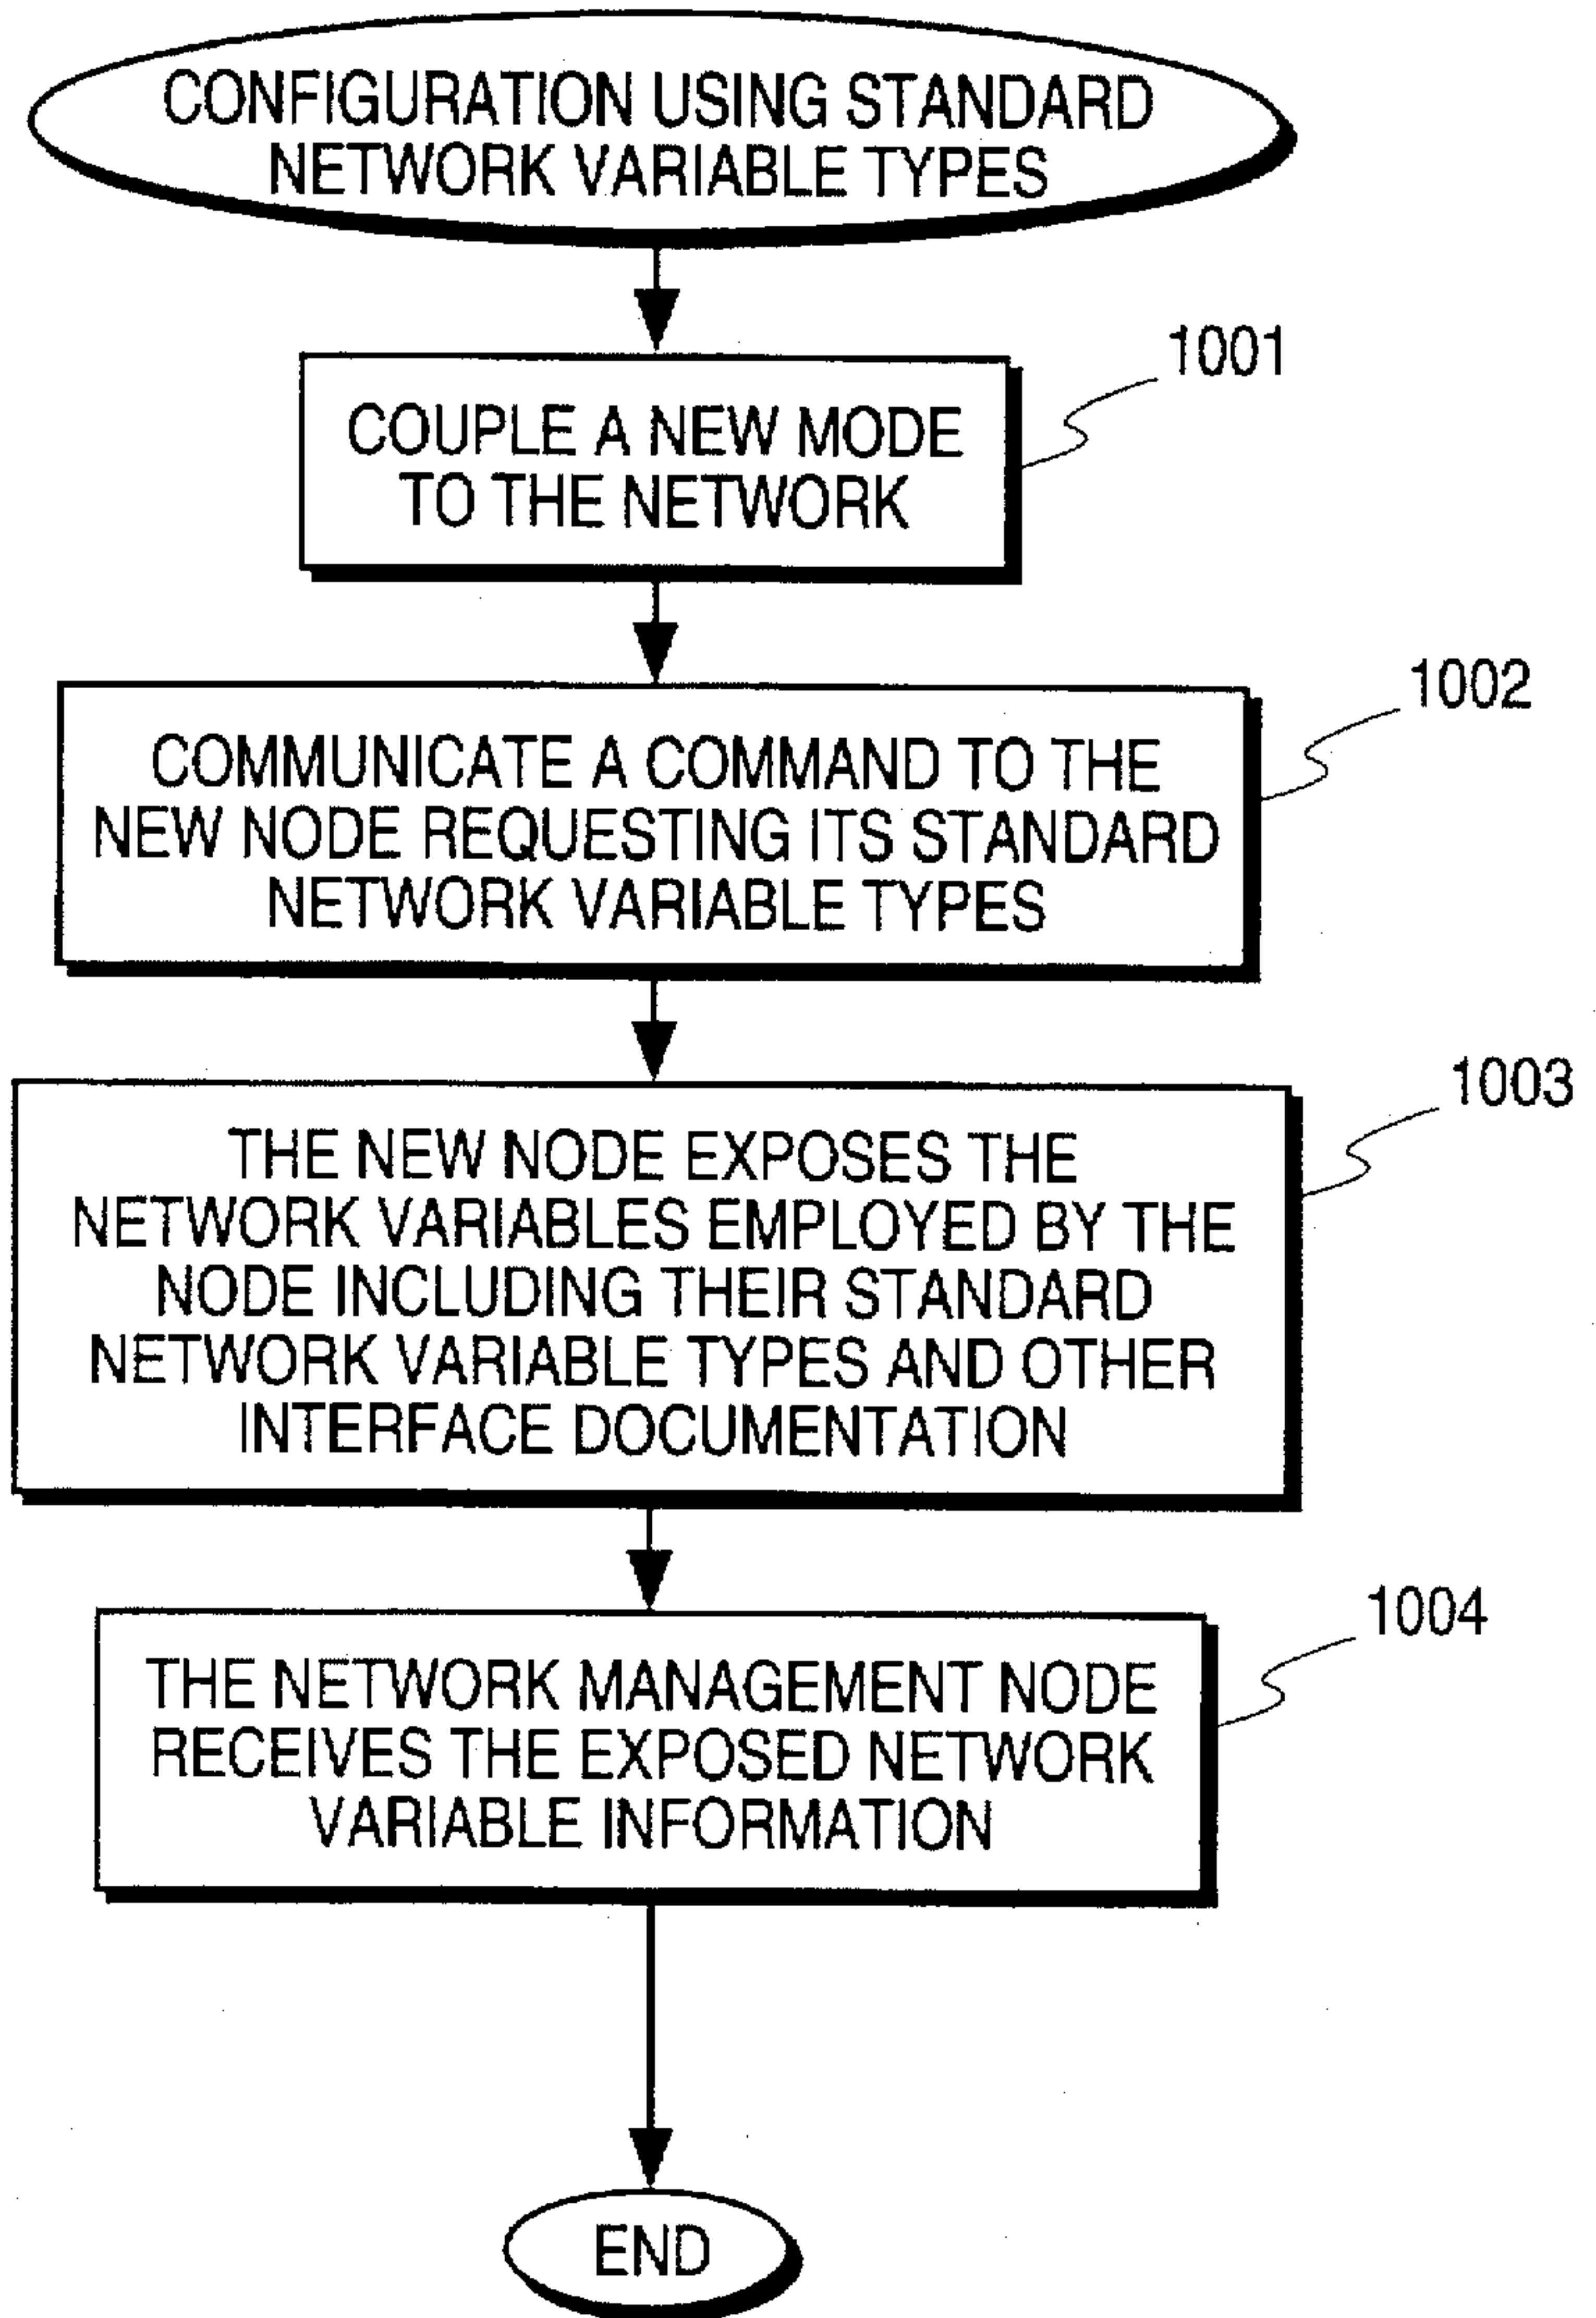 CONFIGURATION USING STANDARD
NETWORK VARIABLE TYPES
1001
COUPLE A NEW MODE
TO THE NETWORK
1002
COMMUNICATE A COMMAND TO THE
NEW NODE REQUESTING ITS STANDARD
NETWORK VARIABLE TYPES
1003
THE NEW NODE EXPOSES THE
NETWORK VARIABLES EMPLOYED BY THE
NODE INCLUDING THEIR STANDARD
NETWORK VARIABLE TYPES AND OTHER
INTERFACE DOCUMENTATION
1004
THE NETWORK MANAGEMENT NODE
RECEIVES THE EXPOSED NETWORK
VARIABLE INFORMATION
END